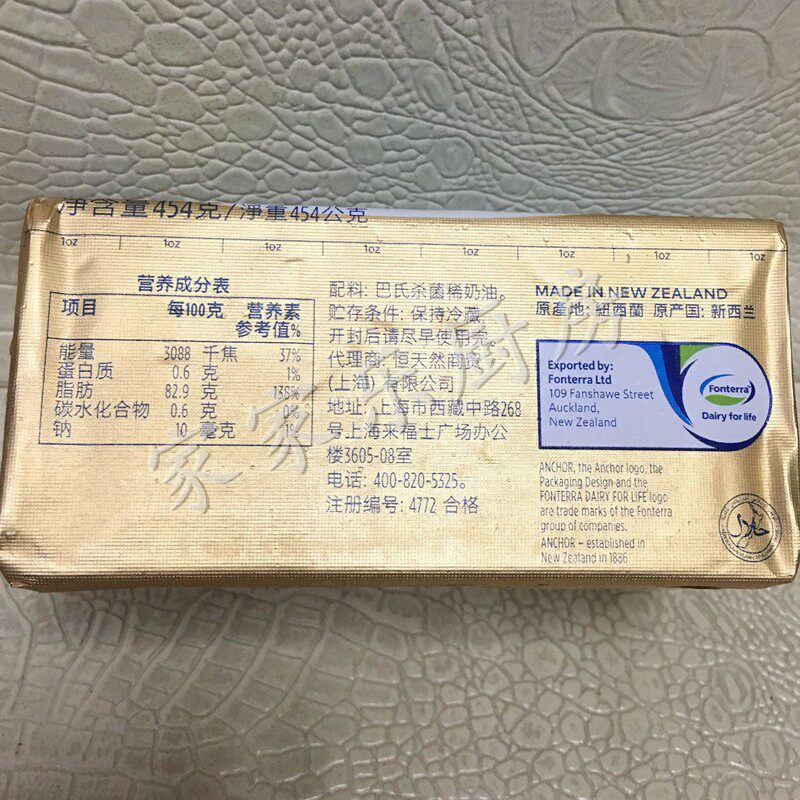 净含量454克/淨重454公克
1oz 1oz 1oz 1oz 1oz 1oz 1oz
营养成分表
项目 每100克 营养素参考值%
能量 3088 千焦 37%
蛋白质 0.6 克 1%
脂肪 82.9 克 138%
碳水化合物 0.6 克 0%
钠 10 毫克 1%
配料: 巴氏杀菌稀奶油。
贮存条件: 保持冷藏
开封后请尽早使用完。
代理商: 恒天然商贸
(上海) 有限公司
地址: 上海市西藏中路268
号上海来福士广场办公
楼3605-08室
电话: 400-820-5325。
注册编号: 4772 合格
MADE IN NEW ZEALAND
原產地: 紐西蘭 原产国: 新西兰
Exported by:
Fonterra Ltd
109 Fanshawe Street
Auckland,
New Zealand
Fonterra
Dairy for life
ANCHOR, the Anchor logo, the
Packaging Design and the
FONTERRA DAIRY FOR LIFE logo
are trade marks of the Fonterra
group of companies.
ANCHOR – established in
New Zealand in 1886
حلال
家家乐厨房